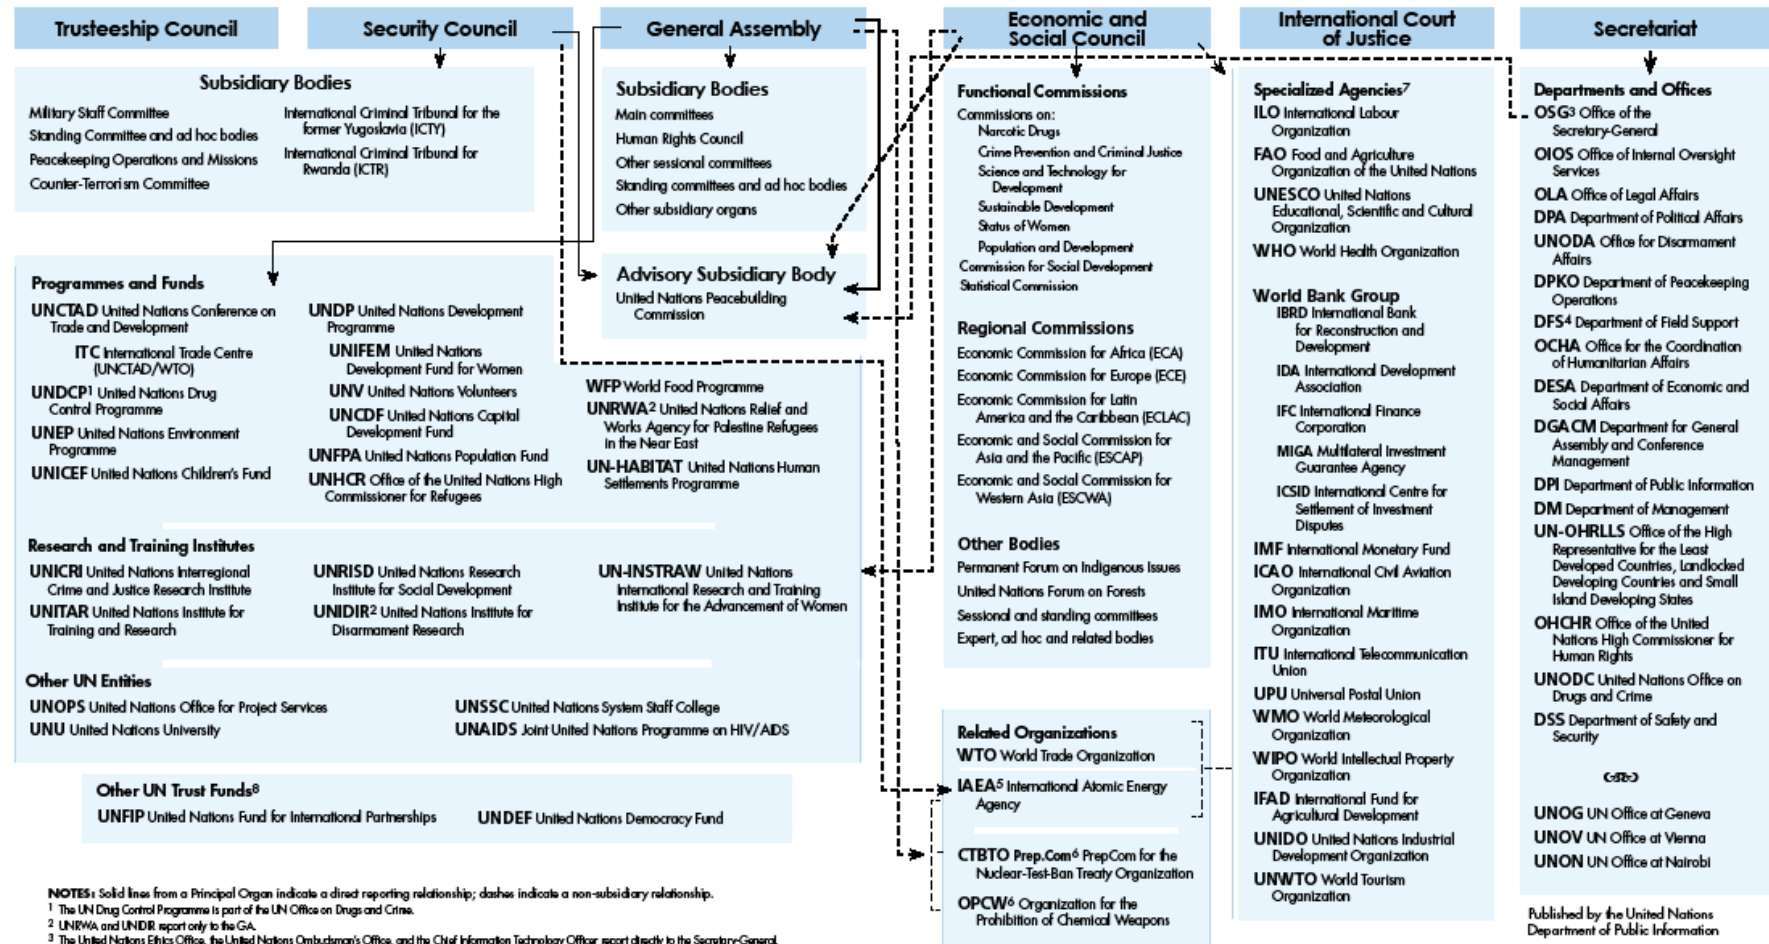 Trusteeship Council
Security Council
General Assembly
Economic and
Social Council
International Court
of Justice
Secretariat
Subsidiary Bodies
Military Staff Committee
Standing Committee and ad hoc bodies
Peacekeeping Operations and Missions
Counter-Terrorism Committee
International Criminal Tribunal for the
former Yugoslavia (ICTY)
International Criminal Tribunal for
Rwanda (ICTR)
Subsidiary Bodies
Main committees
Human Rights Council
Other sessional committees
Standing committees and ad hoc bodies
Other subsidiary organs
Advisory Subsidiary Body
United Nations Peacebuilding
Commission
Programmes and Funds
UNCTAD United Nations Conference on
Trade and Development
ITC International Trade Centre
(UNCTAD/WTO)
UNDCP1 United Nations Drug
Control Programme
UNEP United Nations Environment
Programme
UNICEF United Nations Children's Fund
UNDP United Nations Development
Programme
UNIFEM United Nations
Development Fund for Women
UNV United Nations Volunteers
UNCDF United Nations Capital
Development Fund
UNFPA United Nations Population Fund
UNHCR Office of the United Nations High
Commissioner for Refugees
WFP World Food Programme
UNRWA2 United Nations Relief and
Works Agency for Palestine Refugees
in the Near East
UN-HABITAT United Nations Human
Settlements Programme
Research and Training Institutes
UNICRI United Nations Interregional
Crime and Justice Research Institute
UNITAR United Nations Institute for
Training and Research
UNRISD United Nations Research
Institute for Social Development
UNIDIR2 United Nations Institute for
Disarmament Research
UN-INSTRAW United Nations
International Research and Training
Institute for the Advancement of Women
Other UN Entities
UNOPS United Nations Office for Project Services
UNU United Nations University
UNSSC United Nations System Staff College
UNAIDS Joint United Nations Programme on HIV/AIDS
Other UN Trust Funds8
UNFIP United Nations Fund for International Partnerships
UNDEF United Nations Democracy Fund
Functional Commissions
Commissions on:
Narcotic Drugs
Crime Prevention and Criminal Justice
Science and Technology for
Development
Sustainable Development
Status of Women
Population and Development
Commission for Social Development
Statistical Commission
Regional Commissions
Economic Commission for Africa (ECA)
Economic Commission for Europe (ECE)
Economic Commission for Latin
America and the Caribbean (ECLAC)
Economic and Social Commission for
Asia and the Pacific (ESCAP)
Economic and Social Commission for
Western Asia (ESCWA)
Other Bodies
Permanent Forum on Indigenous Issues
United Nations Forum on Forests
Sessional and standing committees
Expert, ad hoc and related bodies
Related Organizations
WTO World Trade Organization
IAEA5 International Atomic Energy
Agency
CTBTO Prep.Com6 PrepCom for the
Nuclear-Test-Ban Treaty Organization
OPCW6 Organization for the
Prohibition of Chemical Weapons
Specialized Agencies7
ILO International Labour
Organization
FAO Food and Agriculture
Organization of the United Nations
UNESCO United Nations
Educational, Scientific and Cultural
Organization
WHO World Health Organization
World Bank Group
IBRD International Bank
for Reconstruction and
Development
IDA International Development
Association
IFC International Finance
Corporation
MIGA Multilateral Investment
Guarantee Agency
ICSID International Centre for
Settlement of Investment
Disputes
IMF International Monetary Fund
ICAO International Civil Aviation
Organization
IMO International Maritime
Organization
ITU International Telecommunication
Union
UPU Universal Postal Union
WMO World Meteorological
Organization
WIPO World Intellectual Property
Organization
IFAD International Fund for
Agricultural Development
UNIDO United Nations Industrial
Development Organization
UNWTO World Tourism
Organization
Departments and Offices
OSG3 Office of the
Secretary-General
OIOS Office of Internal Oversight
Services
OLA Office of Legal Affairs
DPA Department of Political Affairs
UNODA Office for Disarmament
Affairs
DPKO Department of Peacekeeping
Operations
DFS4 Department of Field Support
OCHA Office for the Coordination
of Humanitarian Affairs
DESA Department of Economic and
Social Affairs
DGACM Department for General
Assembly and Conference
Management
DPI Department of Public Information
DM Department of Management
UN-OHRLLS Office of the High
Representative for the Least
Developed Countries, Landlocked
Developing Countries and Small
Island Developing States
OHCHR Office of the United
Nations High Commissioner for
Human Rights
UNODC United Nations Office on
Drugs and Crime
DSS Department of Safety and
Security
UNOG UN Office at Geneva
UNOV UN Office at Vienna
UNON UN Office at Nairobi
NOTES: Solid lines from a Principal Organ indicate a direct reporting relationship; dashes indicate a non-subsidiary relationship.
1 The UN Drug Control Programme is part of the UN Office on Drugs and Crime.
2 UNRWA and UNIDIR report only to the GA.
3 The United Nations Ethics Office, the United Nations Ombudsman's Office, and the Chief Information Technology Officer report directly to the Secretary-General.
Published by the United Nations
Department of Public Information